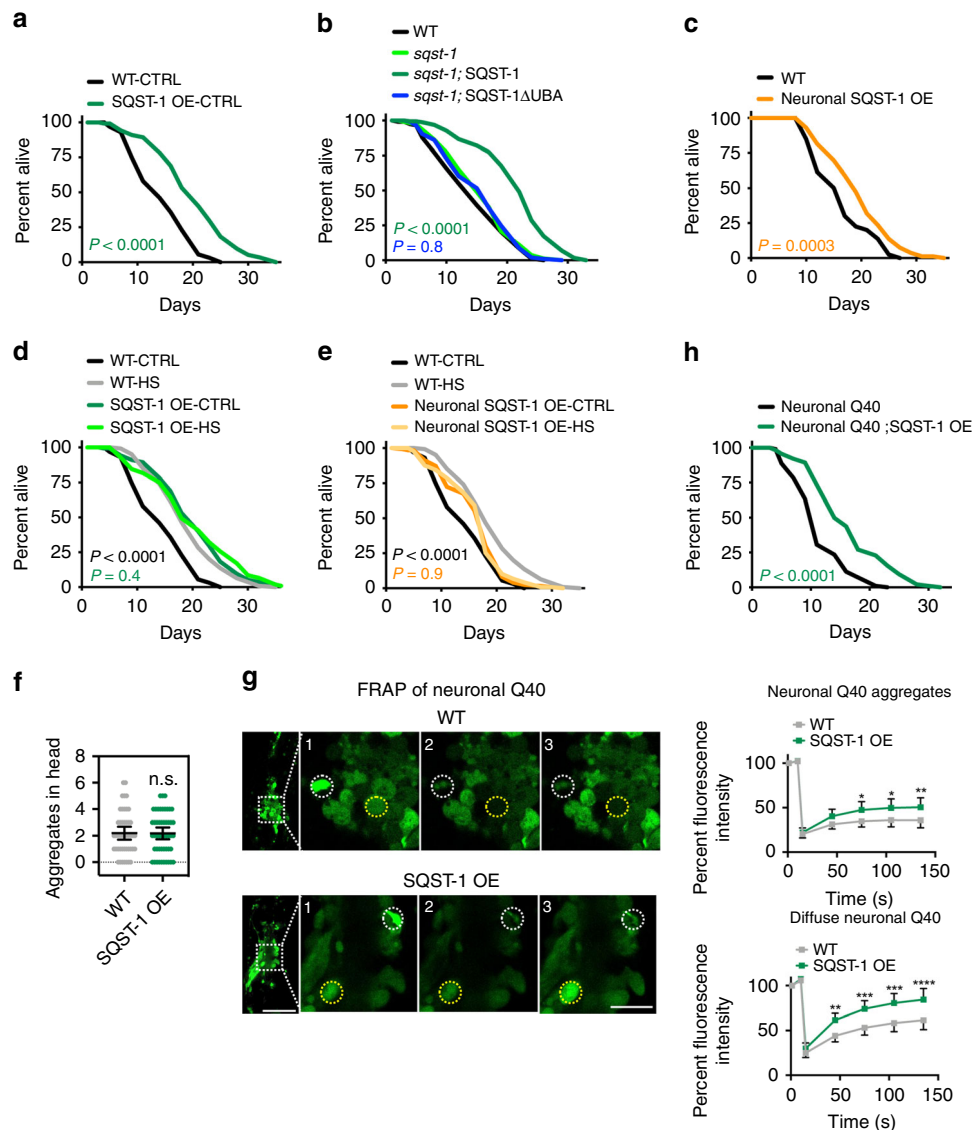 a
WT-CTRL
SQST-1 OE-CTRL
Percent alive
100
75
50
25
0
P < 0.0001
0 10 20 30
Days
b
WT
sqst-1
sqst-1; SQST-1
sqst-1; SQST-1ΔUBA
Percent alive
100
75
50
25
0
P < 0.0001
P = 0.8
0 10 20 30
Days
c
WT
Neuronal SQST-1 OE
Percent alive
100
75
50
25
0
P = 0.0003
0 10 20 30
Days
d
WT-CTRL
WT-HS
SQST-1 OE-CTRL
SQST-1 OE-HS
Percent alive
100
75
50
25
0
P < 0.0001
P = 0.4
0 10 20 30
Days
e
WT-CTRL
WT-HS
Neuronal SQST-1 OE-CTRL
Neuronal SQST-1 OE-HS
Percent alive
100
75
50
25
0
P < 0.0001
P = 0.9
0 10 20 30
Days
h
Neuronal Q40
Neuronal Q40 ;SQST-1 OE
Percent alive
100
75
50
25
0
P < 0.0001
0 10 20 30
Days
f
Aggregates in head
8
6
4
2
0
n.s.
WT
SQST-1 OE
g
FRAP of neuronal Q40
WT
1 2 3
SQST-1 OE
1 2 3
Neuronal Q40 aggregates
WT
SQST-1 OE
Percent fluorescence
intensity
100
50
0
* * **
0 50 100 150
Time (s)
Diffuse neuronal Q40
WT
SQST-1 OE
Percent fluorescence
intensity
100
50
0
** *** *** ****
0 50 100 150
Time (s)